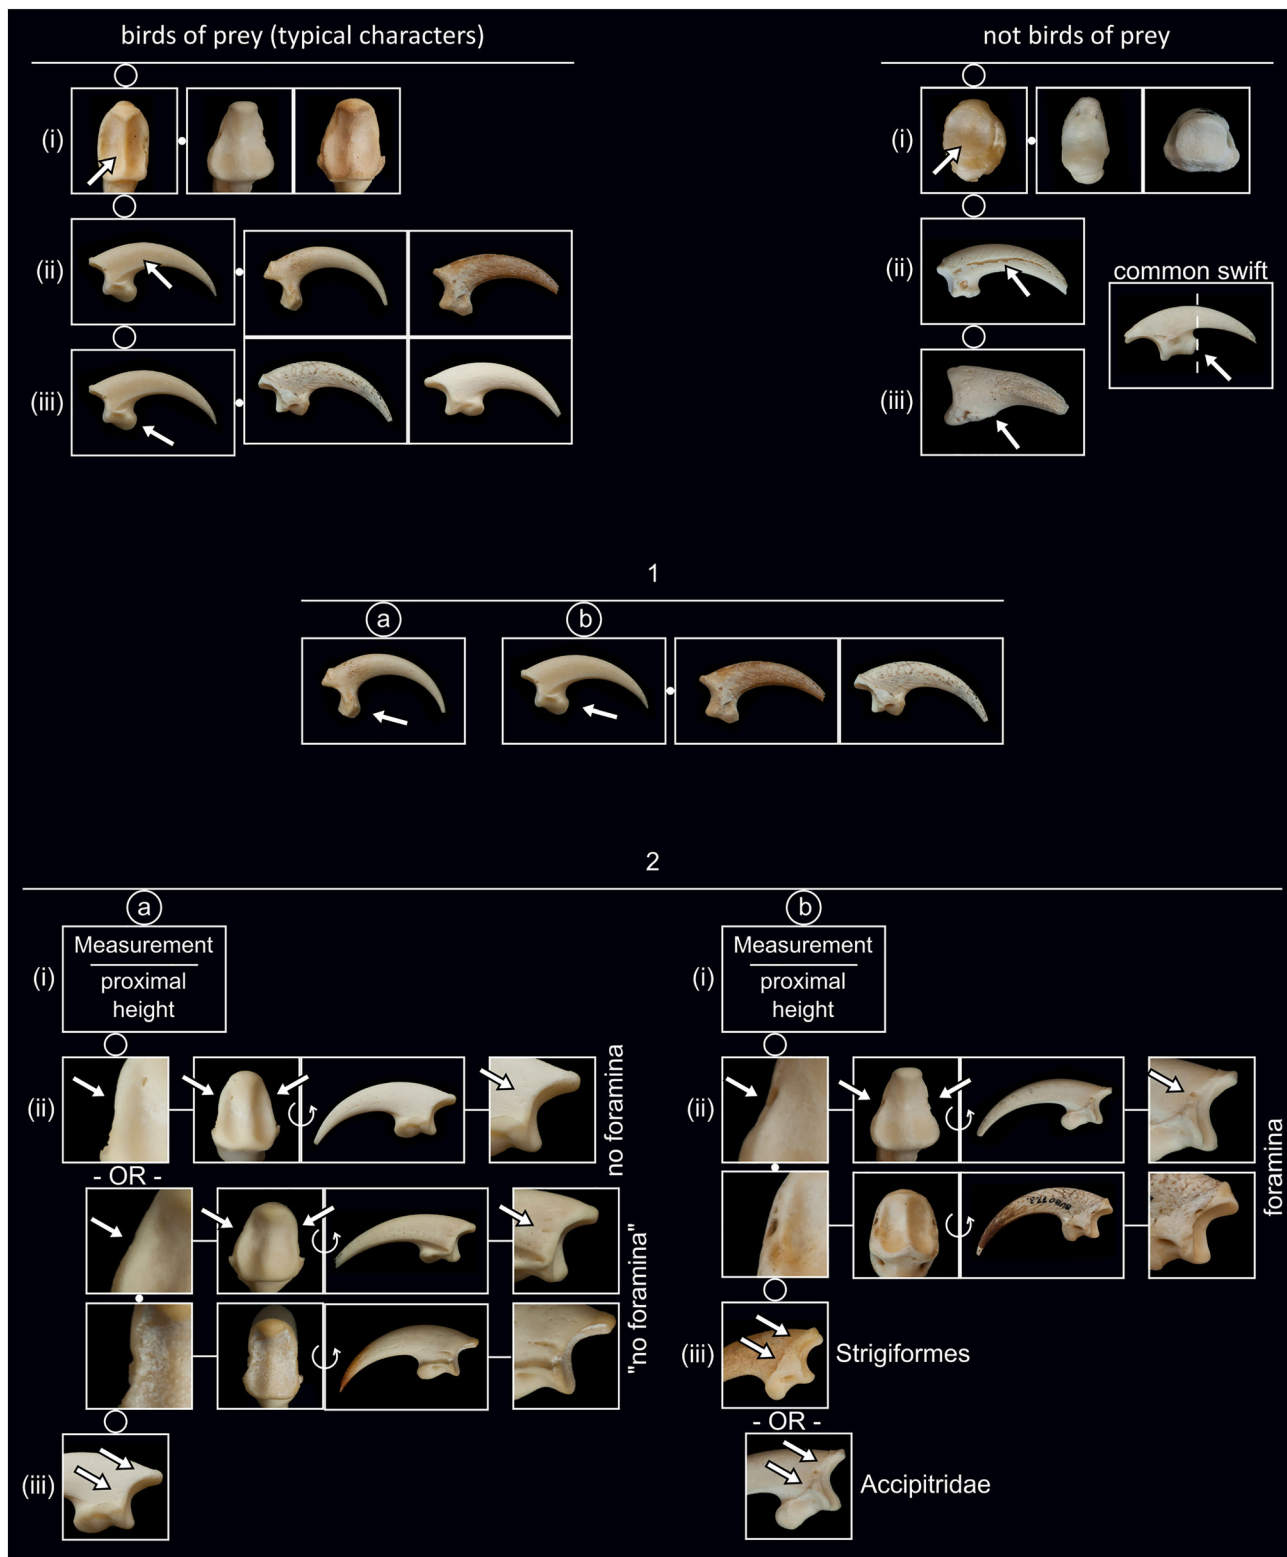 birds of prey (typical characters)
not birds of prey
(i)
(i)
(ii)
(ii)
common swift
(iii)
(iii)
1
a
b
2
a
b
Measurement
proximal
height
(i)
Measurement
proximal
height
(i)
(ii)
no foramina
(ii)
foramina
- OR -
"no foramina"
(iii)
Strigiformes
- OR -
(iii)
Accipitridae